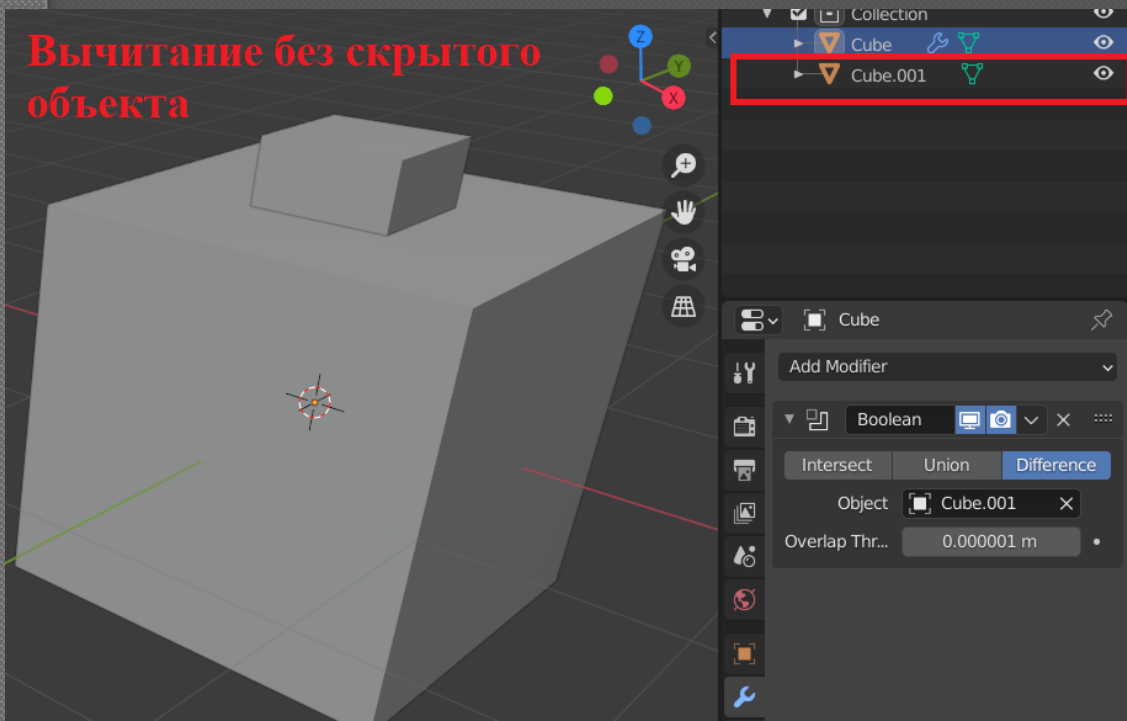 Вычитание без скрытого
объекта
Z
Y
X
Collection
Cube
Cube.001
Cube
Add Modifier
Boolean
Intersect Union Difference
Object Cube.001
Overlap Thr... 0.000001 m